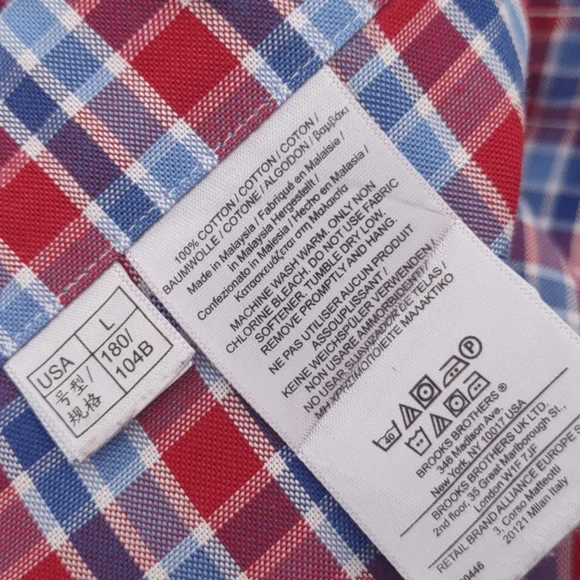 USA L
号型/规格 180/104B
100% COTTON / COTTON / COTON /
BAUMWOLLE / COTONE / ALGODON / βαμβάκι
Made in Malaysia / Fabriqué en Malaisie /
in Malaysia Hergestellt /
Confezionato in Malasia / Hecho en Malasia /
Κατασκευάζεται στη Μαλαισία
MACHINE WASH WARM ONLY NON
CHLORINE BLEACH. DO NOT USE FABRIC
SOFTENER. TUMBLE DRY LOW.
REMOVE PROMPTLY AND HANG.
NE PAS UTILISER AUCUN PRODUIT
ASSOUPLISSANT /
KEINE WEICHSPÜLER VERWENDEN /
NON USARE AMMORBIDENTI /
NO USAR SUAVIZADOR DE TELAS /
ΜΗ ΧΡΗΣΙΜΟΠΟΙΕΙΤΕ ΜΑΛΑΚΤΙΚΟ
BROOKS BROTHERS ®
346 Madison Ave.
New York, NY 10017 USA
BROOKS BROTHERS UK LTD.
2nd floor, 35 Great Marlborough St.,
London W1F 7JF
RETAIL BRAND ALLIANCE EUROPE S
3, Corso Matteotti
20121 Milan Italy